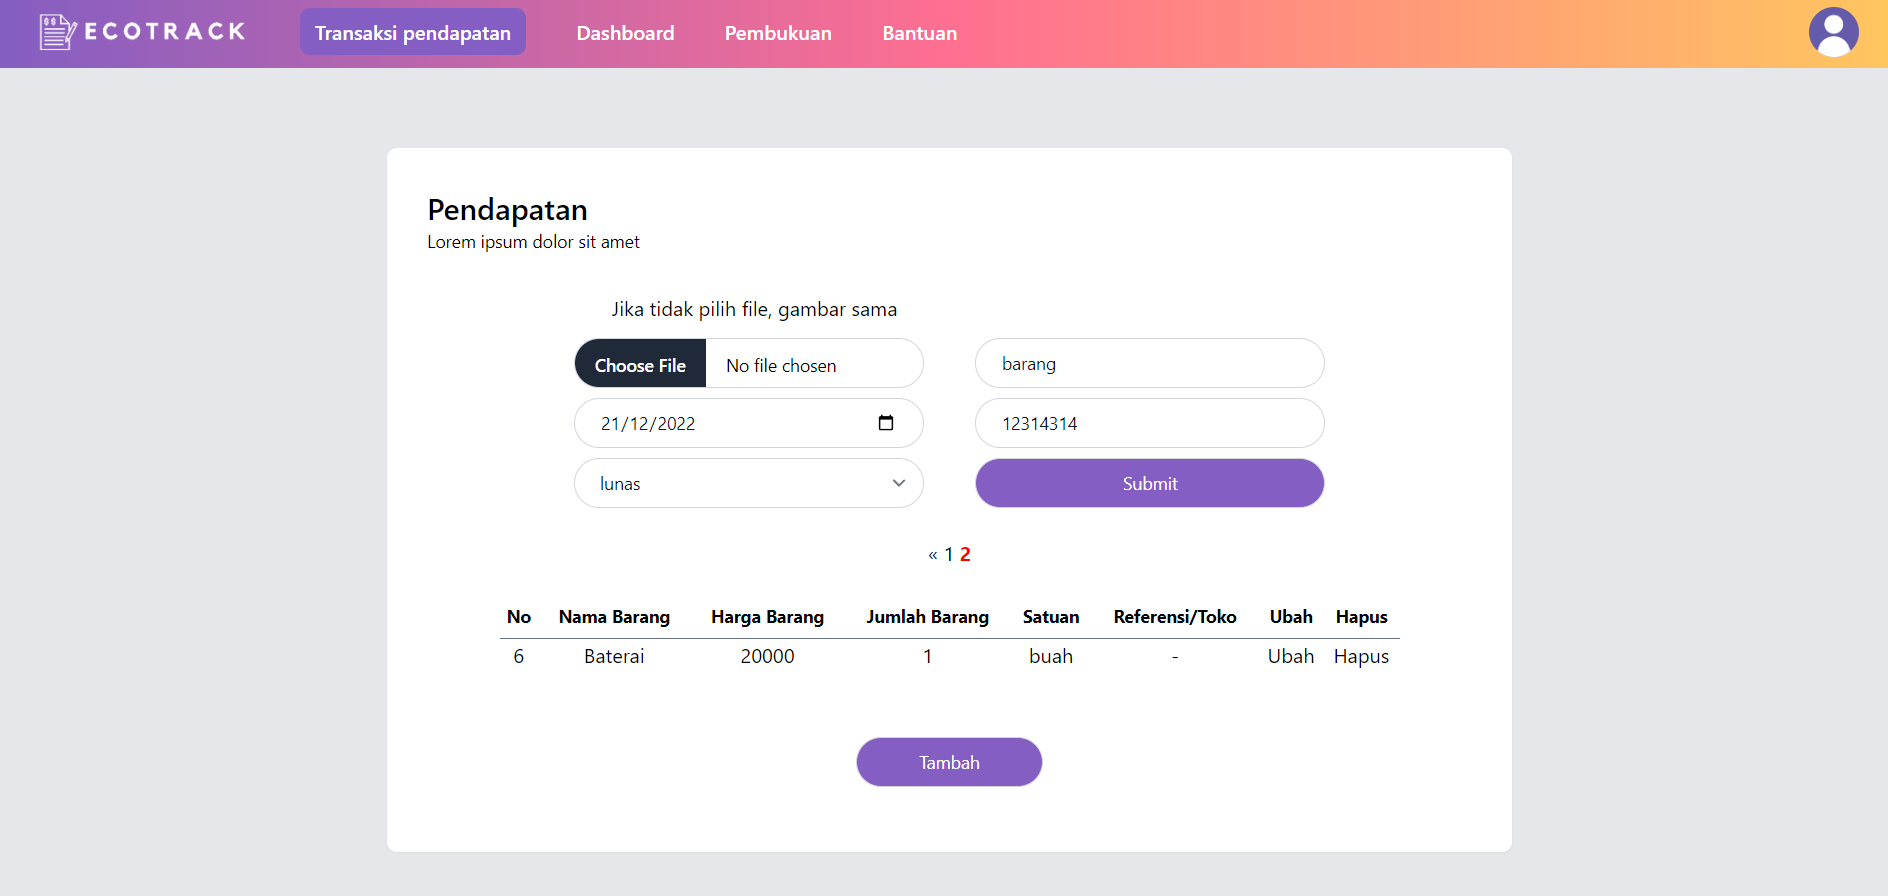 $$ ECOTRACK Transaksi pendapatan Dashboard Pembukuan Bantuan
Pendapatan
Lorem ipsum dolor sit amet
Jika tidak pilih file, gambar sama
Choose File No file chosen barang
21/12/2022 12314314
lunas Submit
« 1 2
No Nama Barang Harga Barang Jumlah Barang Satuan Referensi/Toko Ubah Hapus
6 Baterai 20000 1 buah - Ubah Hapus
Tambah